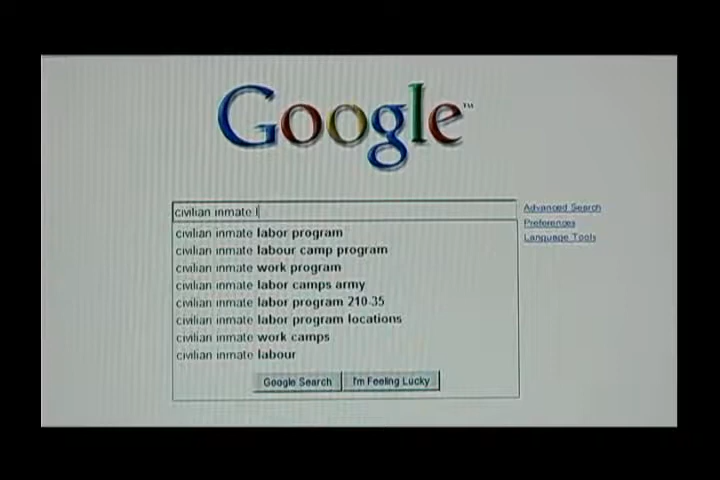 Google™
civilian inmate l
Advanced Search
Preferences
Language Tools
civilian inmate labor program
civilian inmate labour camp program
civilian inmate work program
civilian inmate labor camps army
civilian inmate labor program 210-35
civilian inmate labor program locations
civilian inmate work camps
civilian inmate labour
Google Search
I'm Feeling Lucky